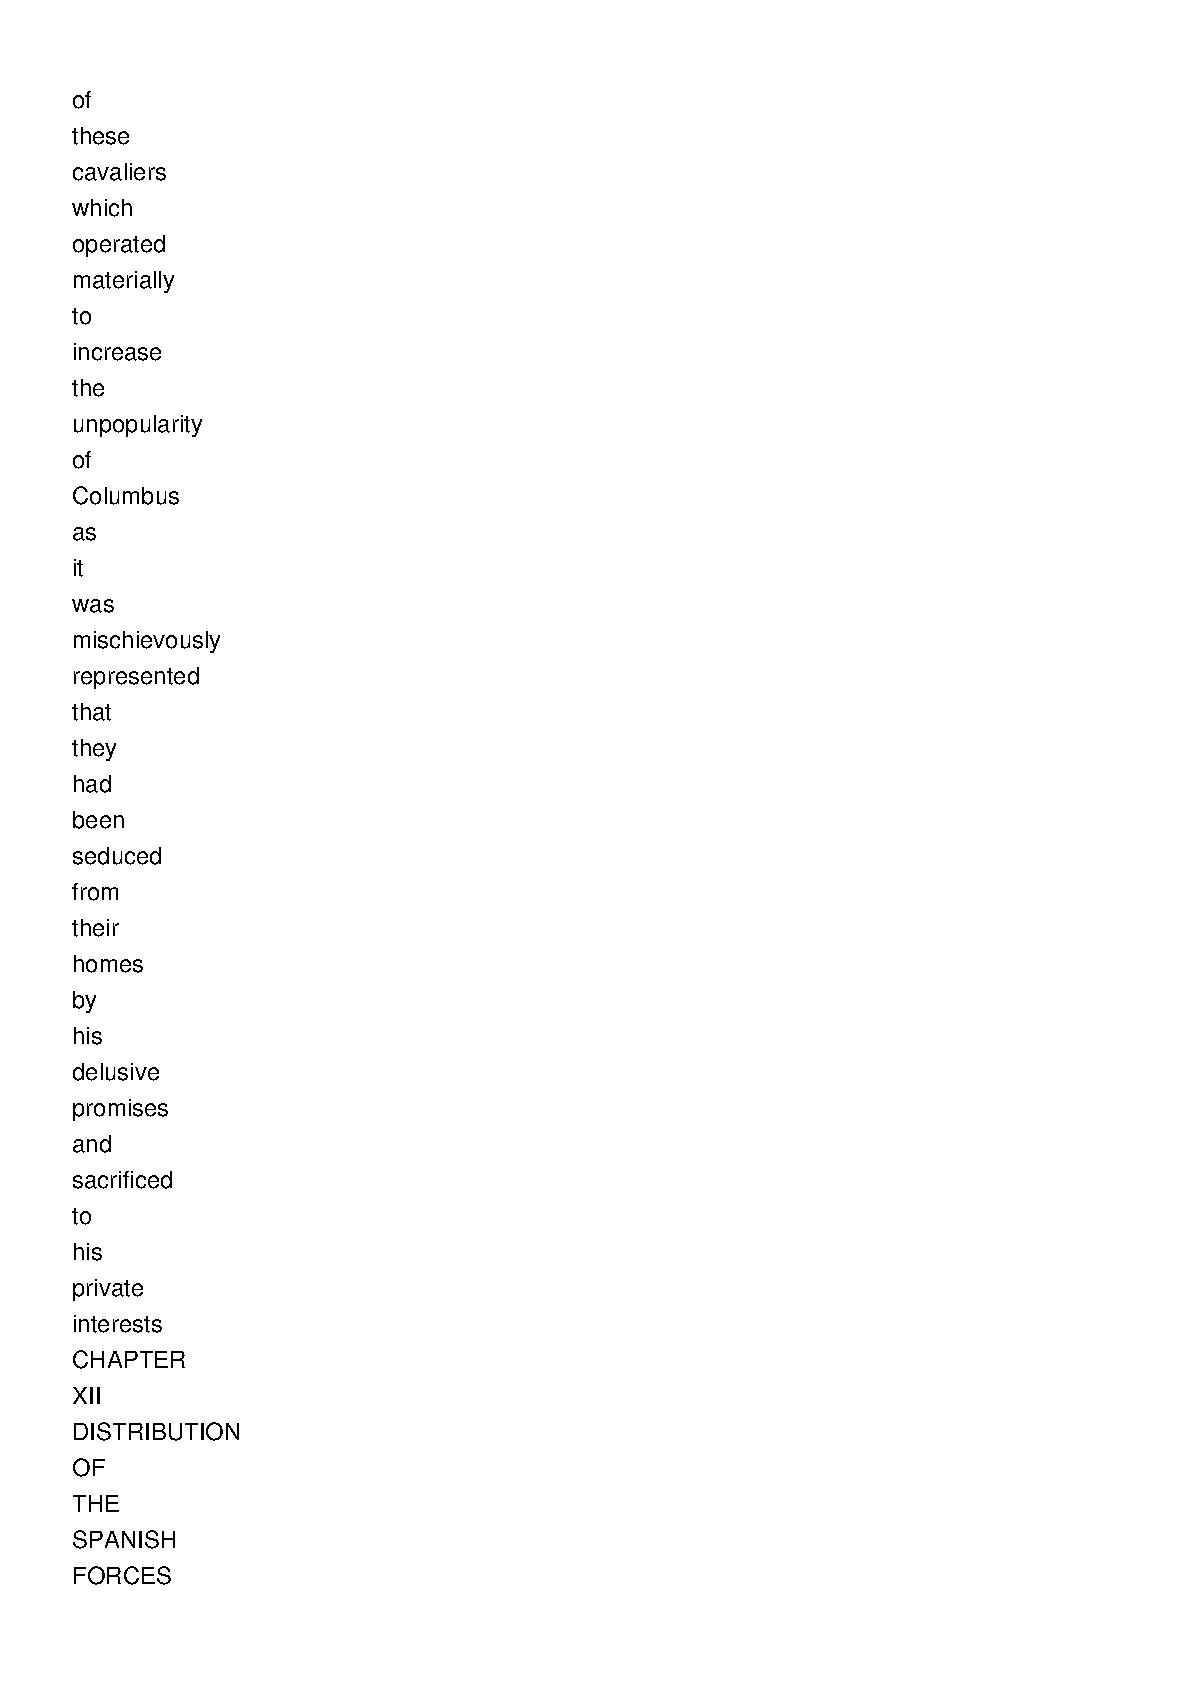 of
these
cavaliers
which
operated
materially
to
increase
the
unpopularity
of
Columbus
as
it
was
mischievously
represented
that
they
had
been
seduced
from
their
homes
by
his
delusive
promises
and
sacrificed
to
his
private
interests
CHAPTER
XII
DISTRIBUTION
OF
THE
SPANISH
FORCES